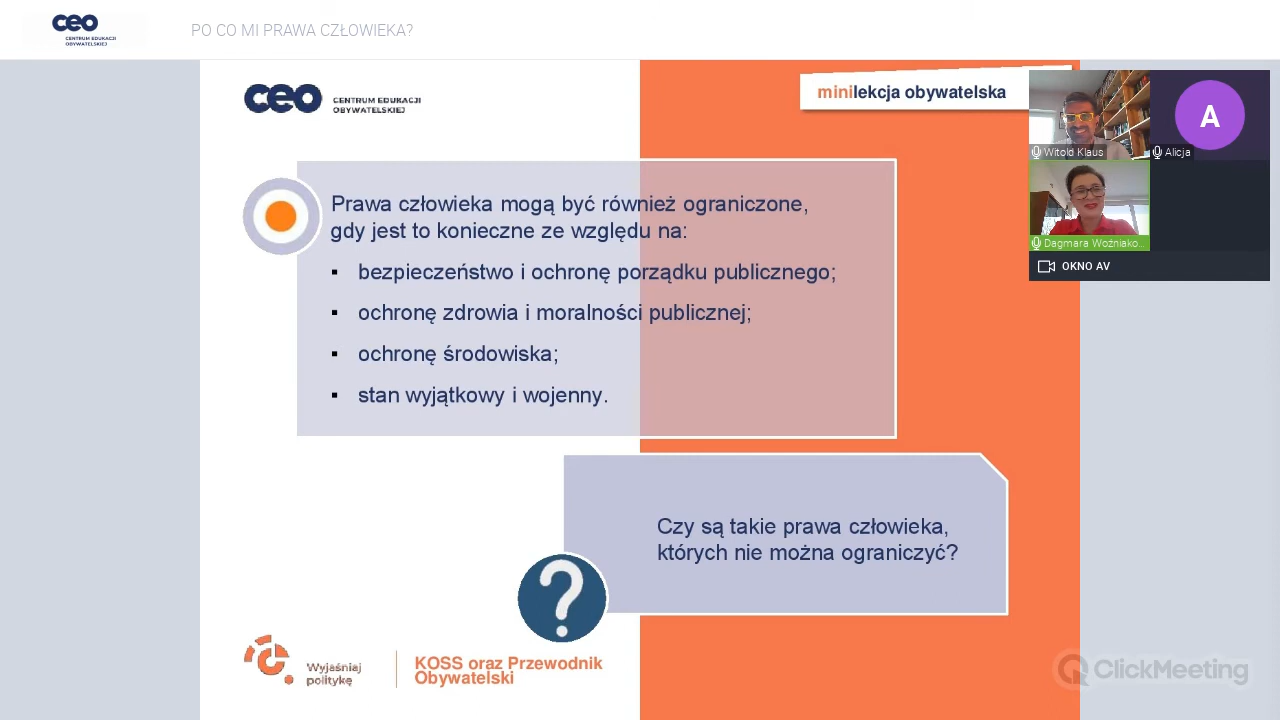 ceo
CENTRUM EDUKACJI
OBYWATELSKIEJ
PO CO MI PRAWA CZŁOWIEKA?
ceo
CENTRUM EDUKACJI
OBYWATELSKIEJ
minilekcja obywatelska
Prawa człowieka mogą być również ograniczone,
gdy jest to konieczne ze względu na:
▪ bezpieczeństwo i ochronę porządku publicznego;
▪ ochronę zdrowia i moralności publicznej;
▪ ochronę środowiska;
▪ stan wyjątkowy i wojenny.
Czy są takie prawa człowieka,
których nie można ograniczyć?
?
Wyjaśniaj
politykę
KOSS oraz Przewodnik
Obywatelski
A
Witold Klaus
Alicja
Dagmara Woźniako...
OKNO AV
ClickMeeting